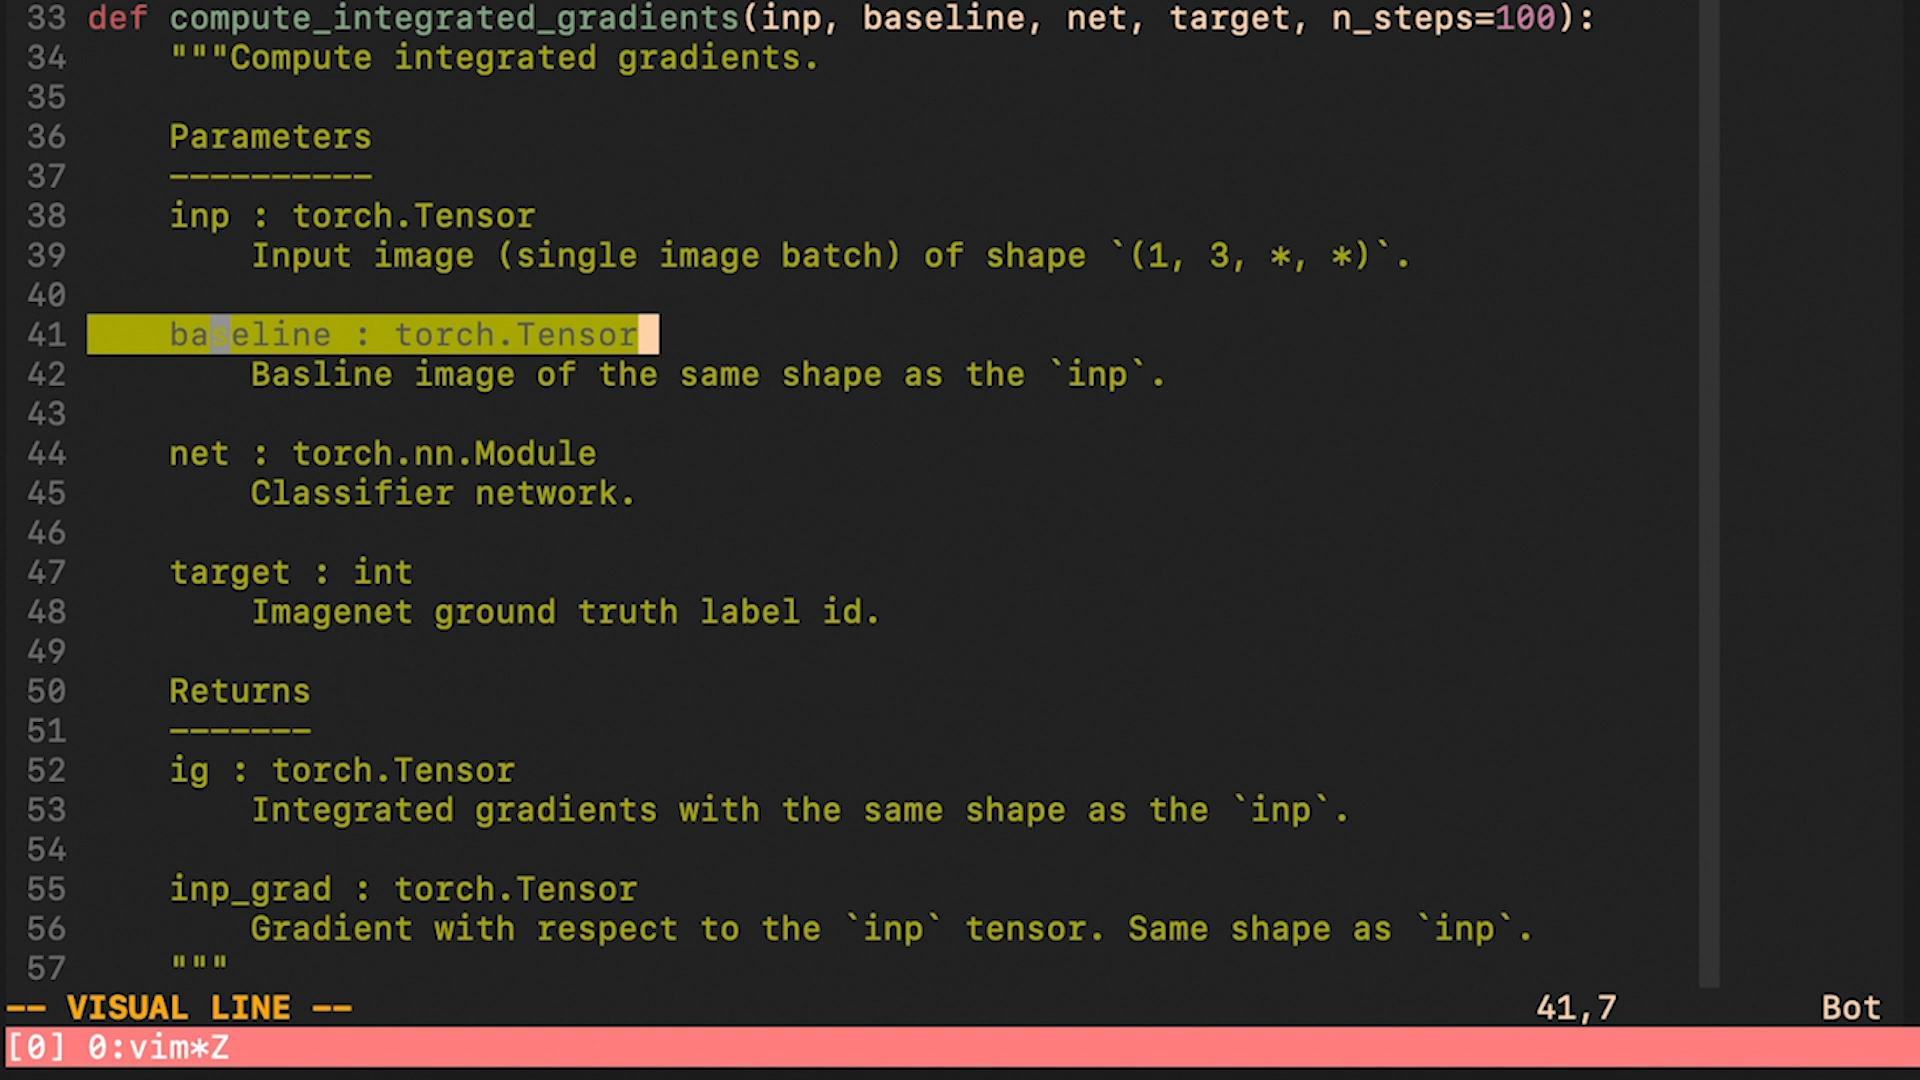 33 def compute_integrated_gradients(inp, baseline, net, target, n_steps=100):
34     """Compute integrated gradients.
35
36     Parameters
37     ----------
38     inp : torch.Tensor
39         Input image (single image batch) of shape `(1, 3, *, *)`.
40
41     baseline : torch.Tensor
42         Basline image of the same shape as the `inp`.
43
44     net : torch.nn.Module
45         Classifier network.
46
47     target : int
48         Imagenet ground truth label id.
49
50     Returns
51     -------
52     ig : torch.Tensor
53         Integrated gradients with the same shape as the `inp`.
54
55     inp_grad : torch.Tensor
56         Gradient with respect to the `inp` tensor. Same shape as `inp`.
57     """
-- VISUAL LINE -- 41,7 Bot
[0] 0:vim*Z